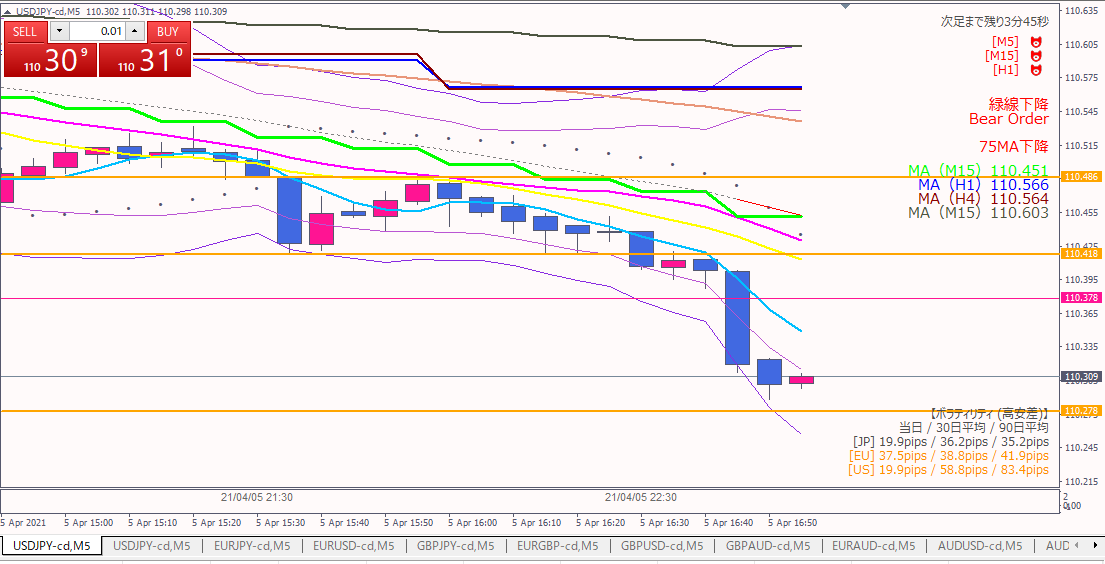 USDJPY-cd,M5 110.302 110.311 110.298 110.309
SELL 0.01 BUY
110 30 9 110 31 0
次足まで残り3分45秒
[M5]
[M15]
[H1]
緑線下降
Bear Order
75MA下降
MA（M15）110.451
MA（H1）110.566
MA（H4）110.564
MA（M15）110.603
【ボラティリティ(高安差)】
当日 / 30日平均 / 90日平均
[JP] 19.9pips / 36.2pips / 35.2pips
[EU] 37.5pips / 38.8pips / 41.9pips
[US] 19.9pips / 58.8pips / 83.4pips
110.635
110.605
110.575
110.545
110.515
110.486
110.455
110.425
110.418
110.395
110.378
110.365
110.335
110.309
110.278
110.245
110.215
21/04/05 21:30 21/04/05 22:30
2
0.00
5 Apr 2021 5 Apr 15:00 5 Apr 15:10 5 Apr 15:20 5 Apr 15:30 5 Apr 15:40 5 Apr 15:50 5 Apr 16:00 5 Apr 16:10 5 Apr 16:20 5 Apr 16:30 5 Apr 16:40 5 Apr 16:50
USDJPY-cd,M5 USDJPY-cd,M5 EURJPY-cd,M5 EURUSD-cd,M5 GBPJPY-cd,M5 EURGBP-cd,M5 GBPUSD-cd,M5 GBPAUD-cd,M5 EURAUD-cd,M5 AUDUSD-cd,M5 AUD